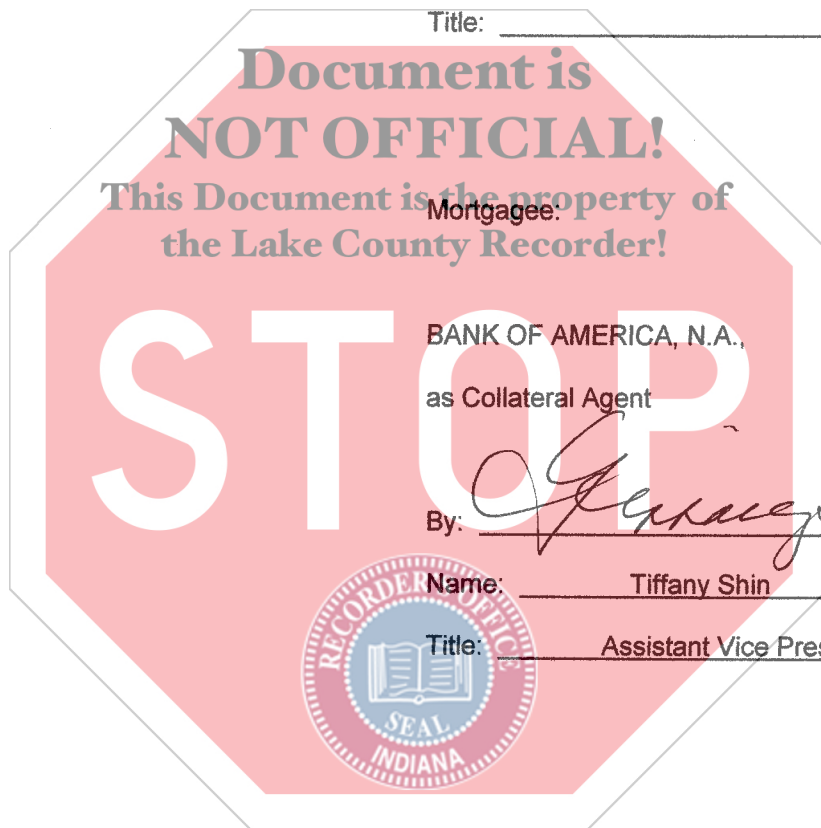 Title:
Document is
NOT OFFICIAL!
This Document is the property of
the Lake County Recorder!
Mortgagee:
STOP
BANK OF AMERICA, N.A.,
as Collateral Agent
By:
Name: Tiffany Shin
Title: Assistant Vice Pres
RECORDER'S OFFICE
SEAL
INDIANA